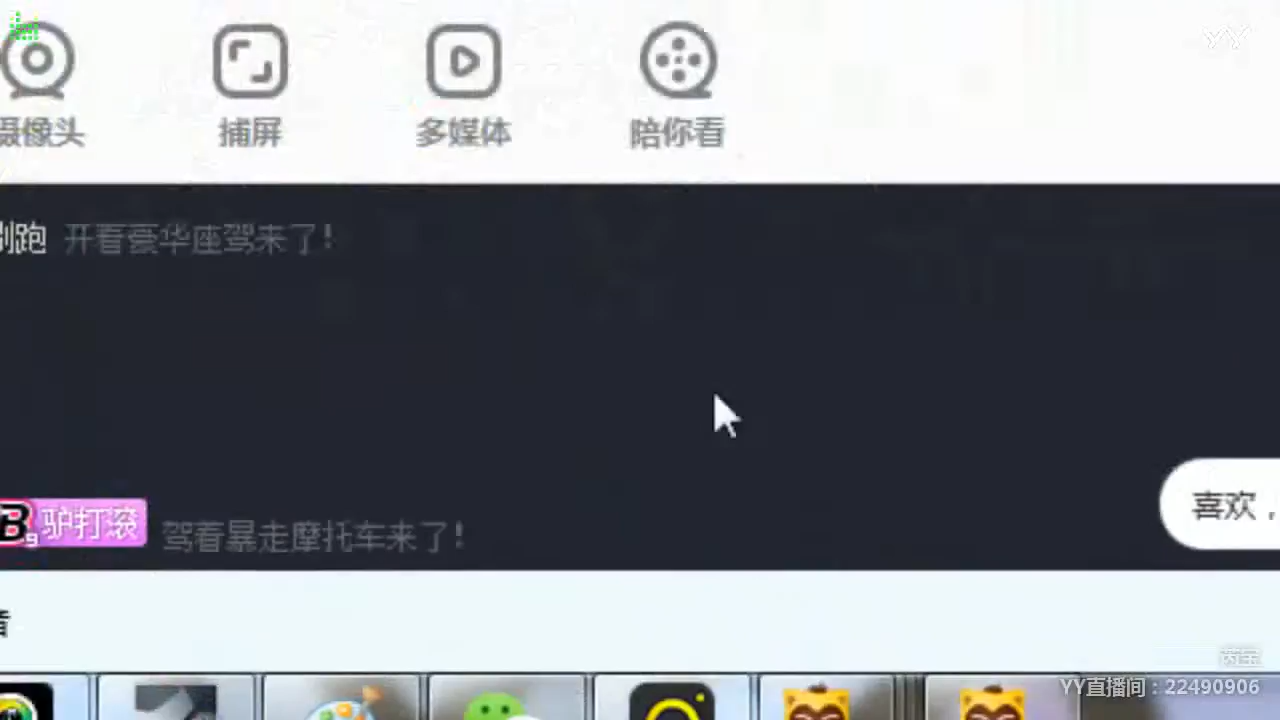 YY
摄像头 捕屏 多媒体 陪你看
跑 开着豪华座驾来了！
驴打滚 驾着暴走摩托车来了！
喜欢，
YY直播间：22490906